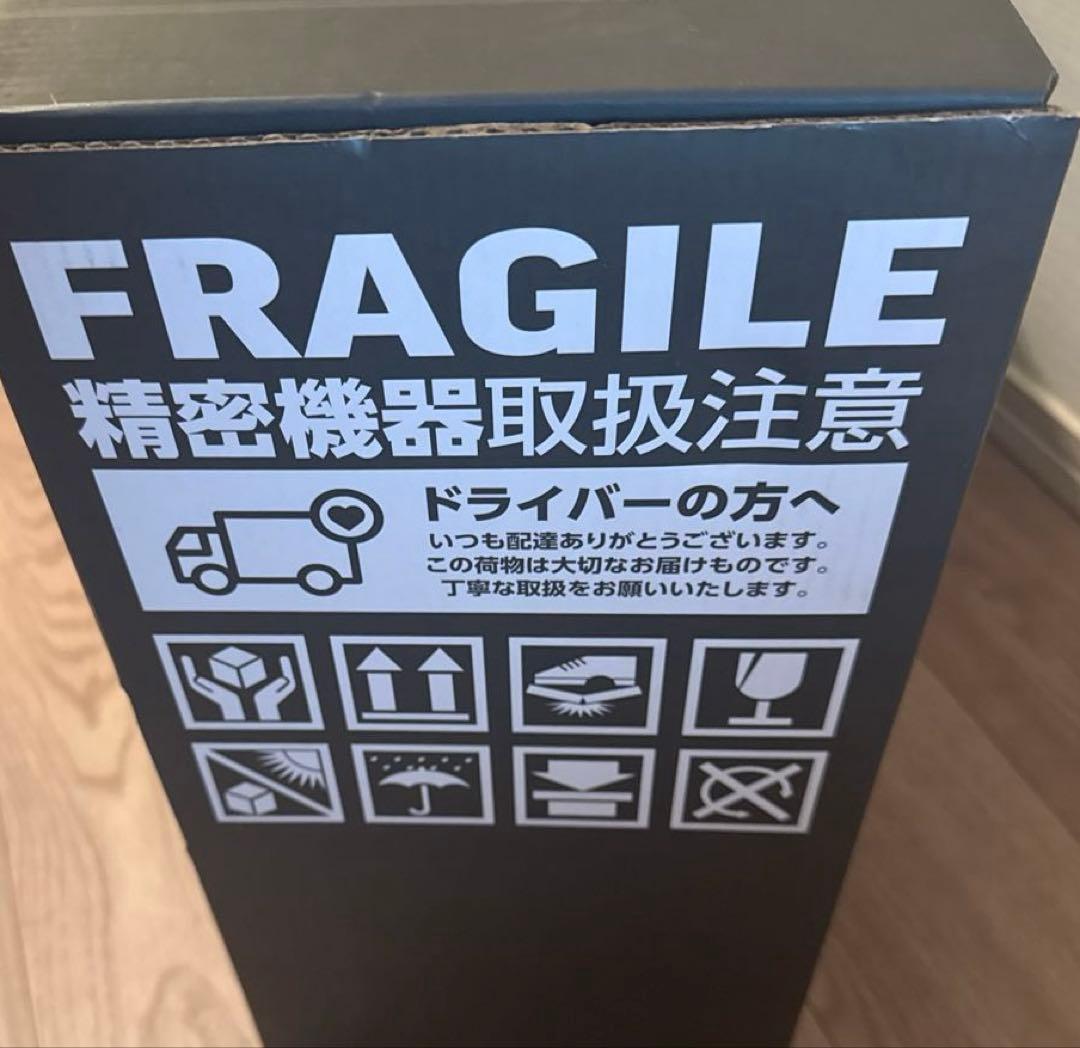 FRAGILE
精密機器取扱注意
ドライバーの方へ
いつも配達ありがとうございます。
この荷物は大切なお届けものです。
丁寧な取扱をお願いいたします。